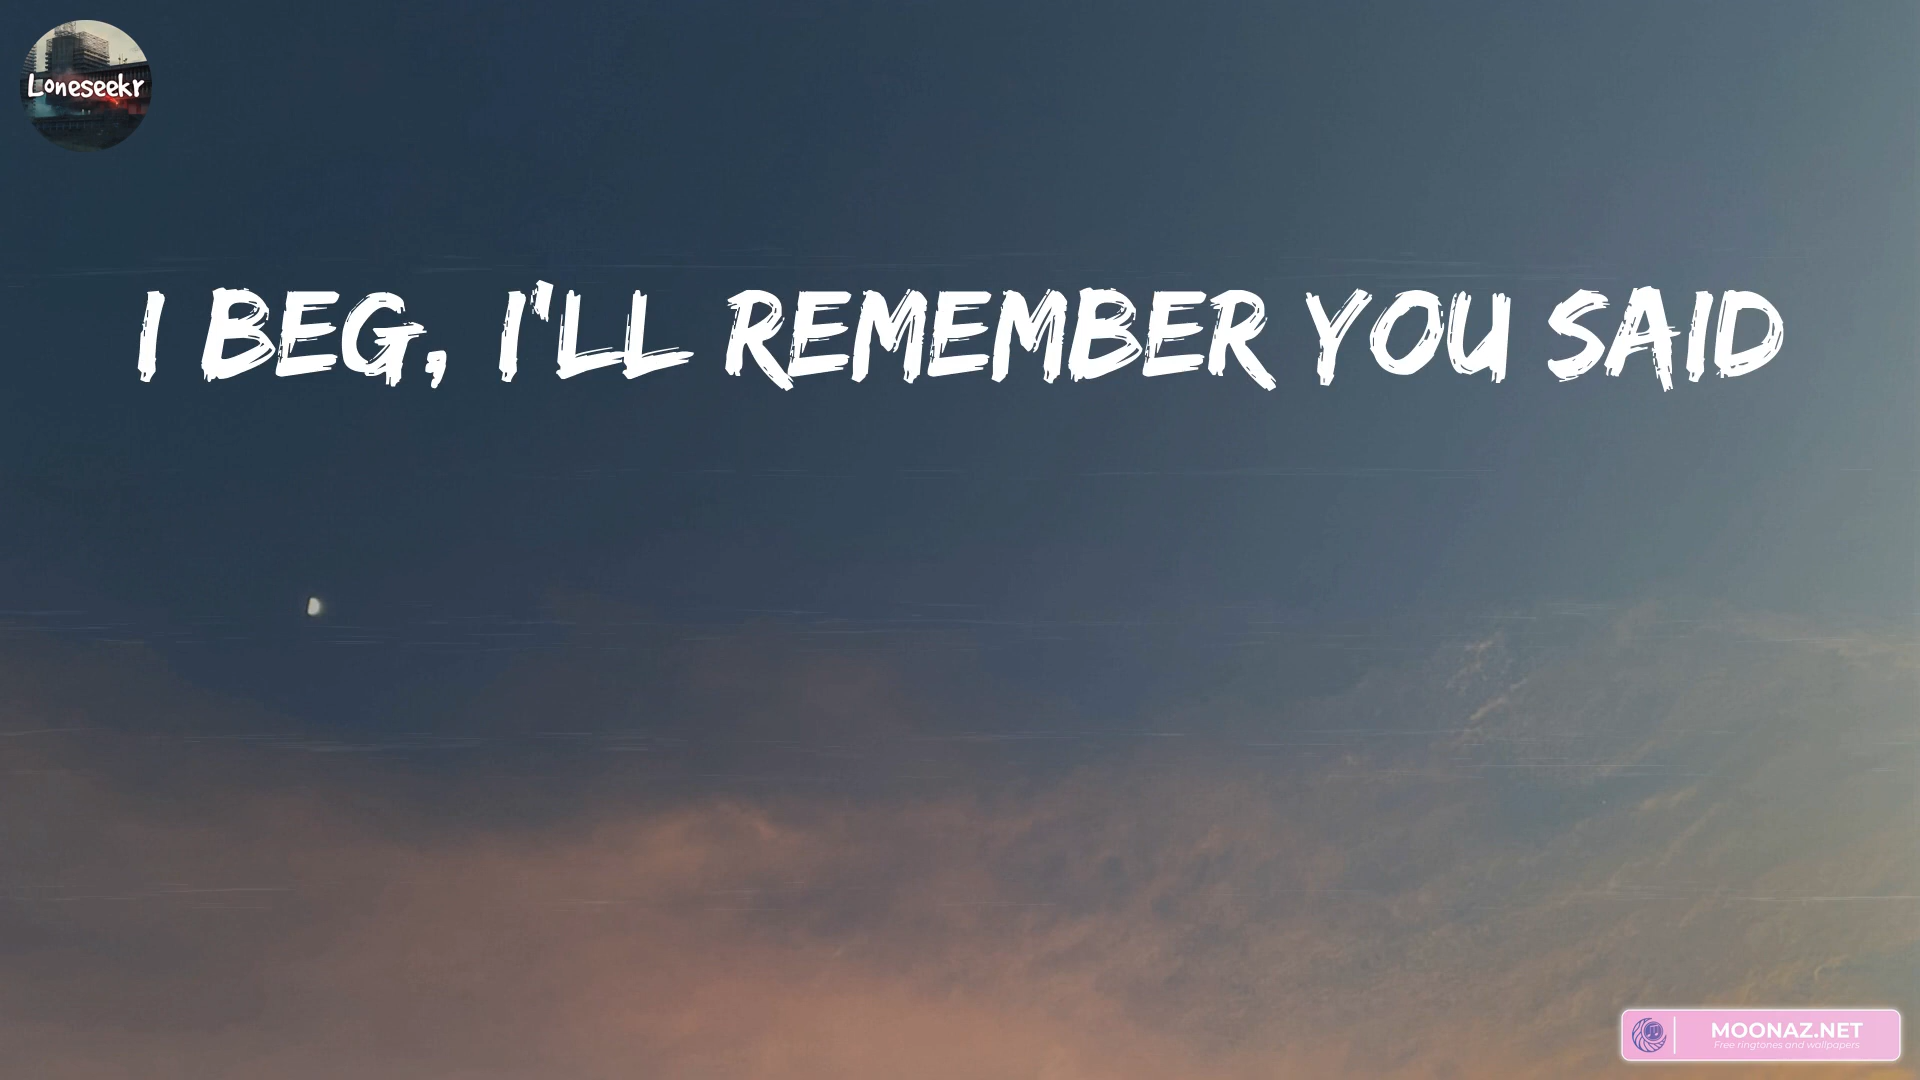 Loneseekr
I BEG, I'LL REMEMBER YOU SAID
MOONAZ.NET
Free ringtones and wallpapers